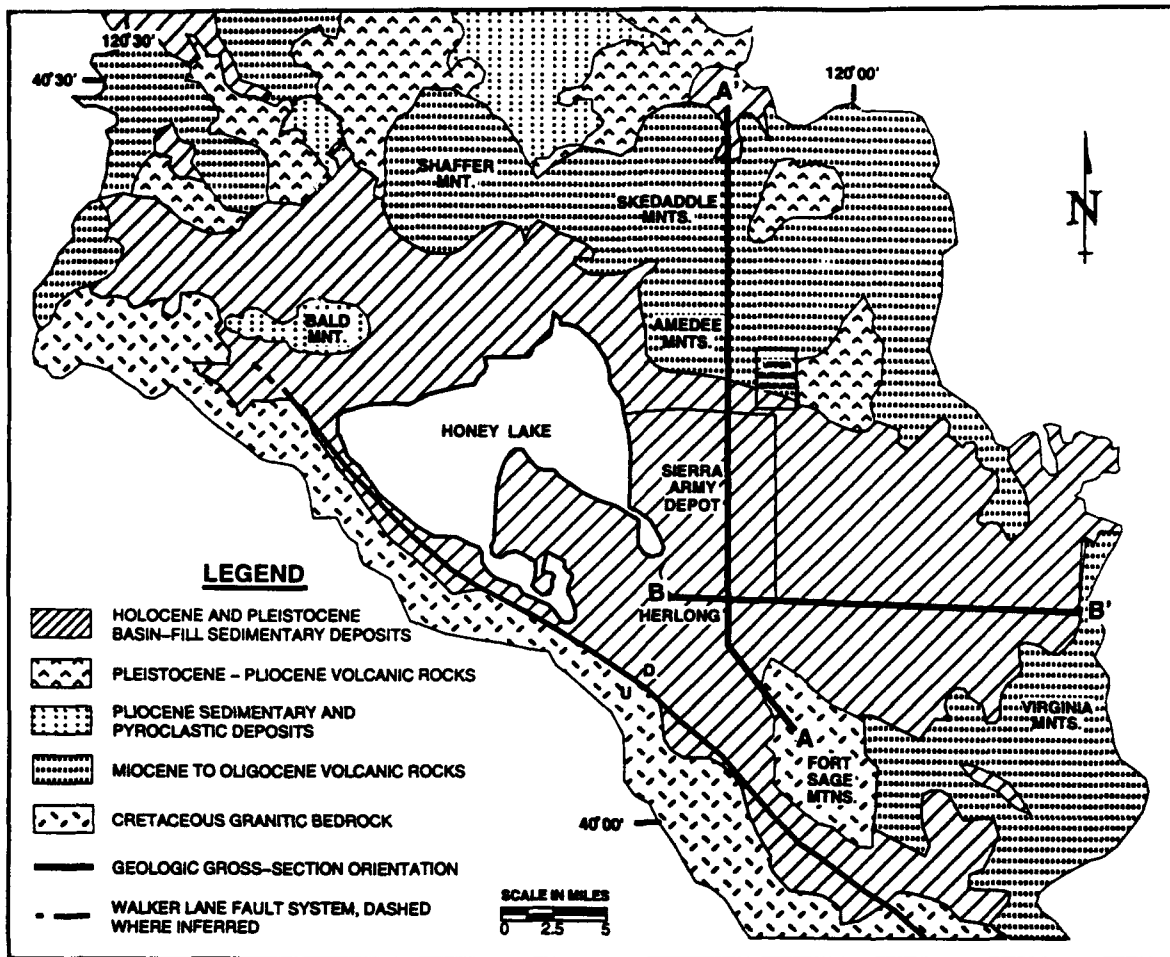 120°30'
40°30'
120°00'
A'
SHAFFER
MNT.
SKEDADDLE
MNTS.
N
BALD
MNT.
AMEDEE
MNTS.
HONEY LAKE
SIERRA
ARMY
DEPOT
B
HERLONG
B'
D
U
A
VIRGINIA
MNTS.
FORT
SAGE
MTNS.
40°00'
LEGEND
HOLOCENE AND PLEISTOCENE
BASIN-FILL SEDIMENTARY DEPOSITS
PLEISTOCENE - PLIOCENE VOLCANIC ROCKS
PLIOCENE SEDIMENTARY AND
PYROCLASTIC DEPOSITS
MIOCENE TO OLIGOCENE VOLCANIC ROCKS
CRETACEOUS GRANITIC BEDROCK
GEOLOGIC GROSS-SECTION ORIENTATION
WALKER LANE FAULT SYSTEM, DASHED
WHERE INFERRED
SCALE IN MILES
0 2.5 5